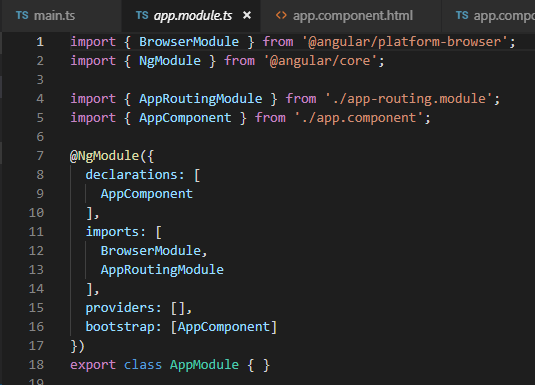 TS main.ts TS app.module.ts × <> app.component.html TS app.compo
1 import { BrowserModule } from '@angular/platform-browser';
2 import { NgModule } from '@angular/core';
3
4 import { AppRoutingModule } from './app-routing.module';
5 import { AppComponent } from './app.component';
6
7 @NgModule({
8   declarations: [
9     AppComponent
10   ],
11   imports: [
12     BrowserModule,
13     AppRoutingModule
14   ],
15   providers: [],
16   bootstrap: [AppComponent]
17 })
18 export class AppModule { }
19